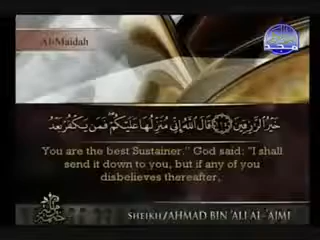 Al-Maidah
خَيْرُ الرَّٰزِقِينَ ١١٤ قَالَ اللَّهُ إِنِّى مُنَزِّلُهَا عَلَيْكُمْ فَمَن يَكْفُرْ بَعْدُ
You are the best Sustainer." God said: "I shall
send it down to you, but if any of you
disbelieves thereafter,
SHEIKH/AHMAD BIN 'ALI AL-'AJMI